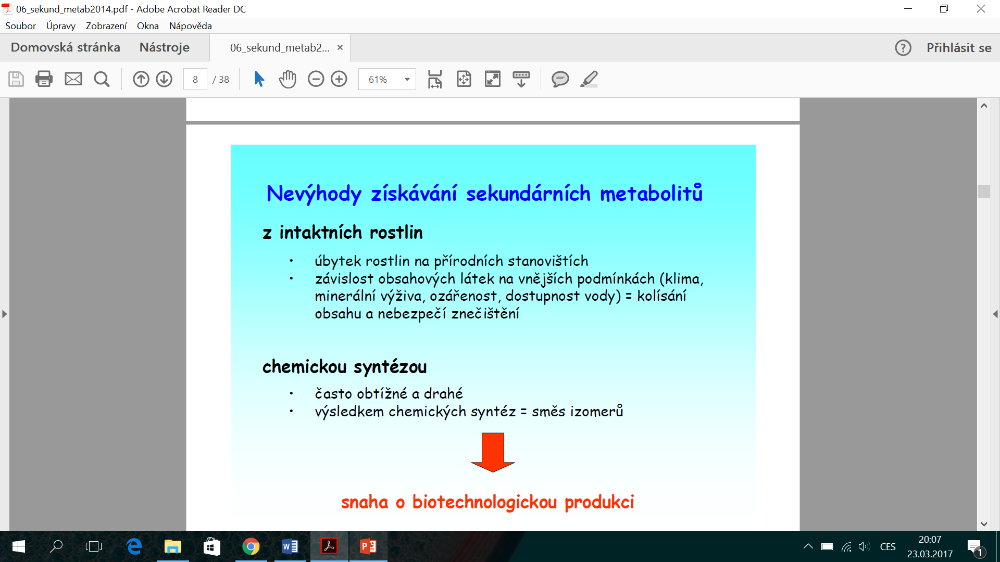 06_sekund_metab2014.pdf - Adobe Acrobat Reader DC
Soubor Úpravy Zobrazení Okna Nápověda
Domovská stránka Nástroje 06_sekund_metab2... × ? Přihlásit se
8 / 38 61%
Nevýhody získávání sekundárních metabolitů
z intaktních rostlin
• úbytek rostlin na přírodních stanovištích
• závislost obsahových látek na vnějších podmínkách (klima,
minerální výživa, ozářenost, dostupnost vody) = kolísání
obsahu a nebezpečí znečištění
chemickou syntézou
• často obtížné a drahé
• výsledkem chemických syntéz = směs izomerů
snaha o biotechnologickou produkci
CES
20:07
23.03.2017
1